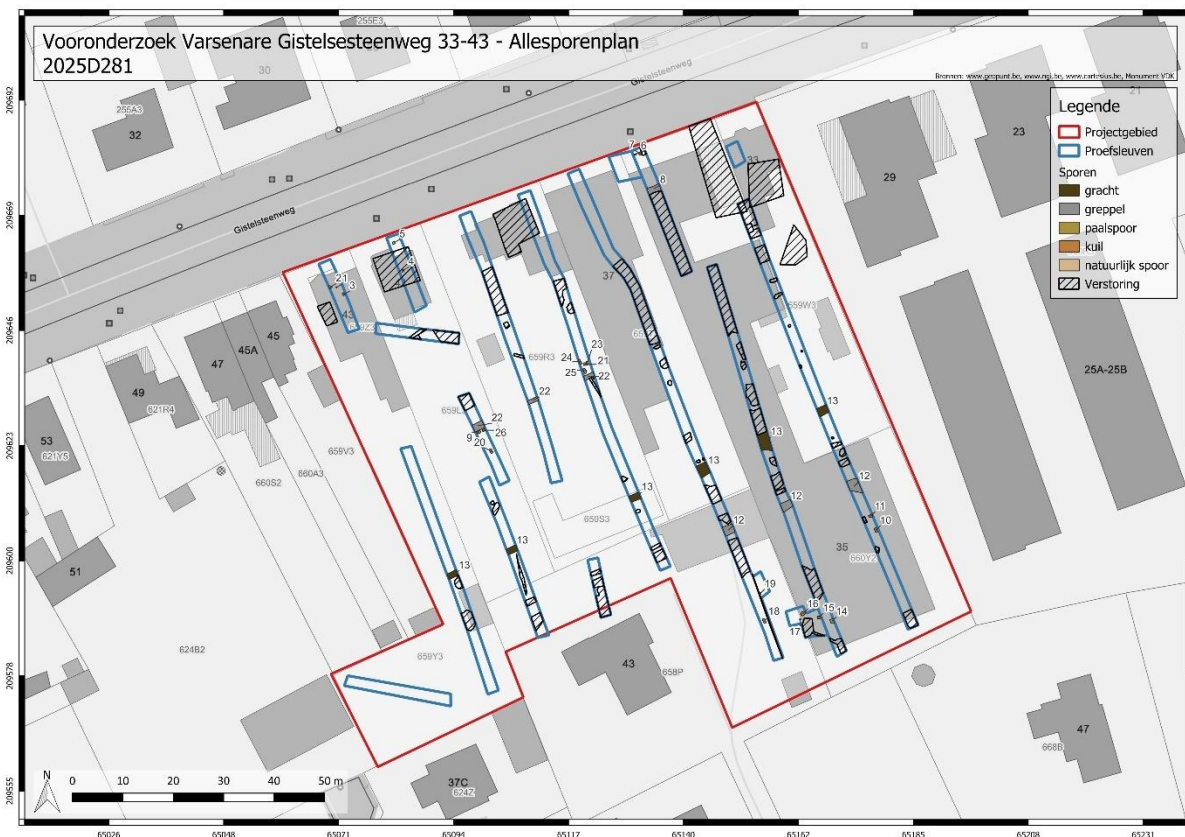 Vooronderzoek Varsenare Gistelsesteenweg 33-43 - Allesporenplan
2025D281
Bronnen: www.geopunt.be, www.ngi.be, www.cartesius.be, Monument VDK
Legende
Projectgebied
Proefsleuven
Sporen
gracht
greppel
paalspoor
kuil
natuurlijk spoor
Verstoring
255E3
30
255A3
32
Gistelsteenweg
Gistelsteenweg
21
23
29
25A-25B
33
7
6
8
5
4
21
3
43
37
659W3
45
45A
47
49
621R4
53
621Y5
51
659V3
660A3
660S2
624B2
659R3
24
23
21
25
22
22
22
9
26
20
13
13
13
13
13
13
12
12
12
11
10
659S3
35
660Y2
19
18
16
17
15
14
659Y3
43
658P
37C
624Z
47
668B
N
0 10 20 30 40 50 m
209692
209669
209646
209623
209600
209578
209555
65026 65048 65071 65094 65117 65140 65162 65185 65208 65231